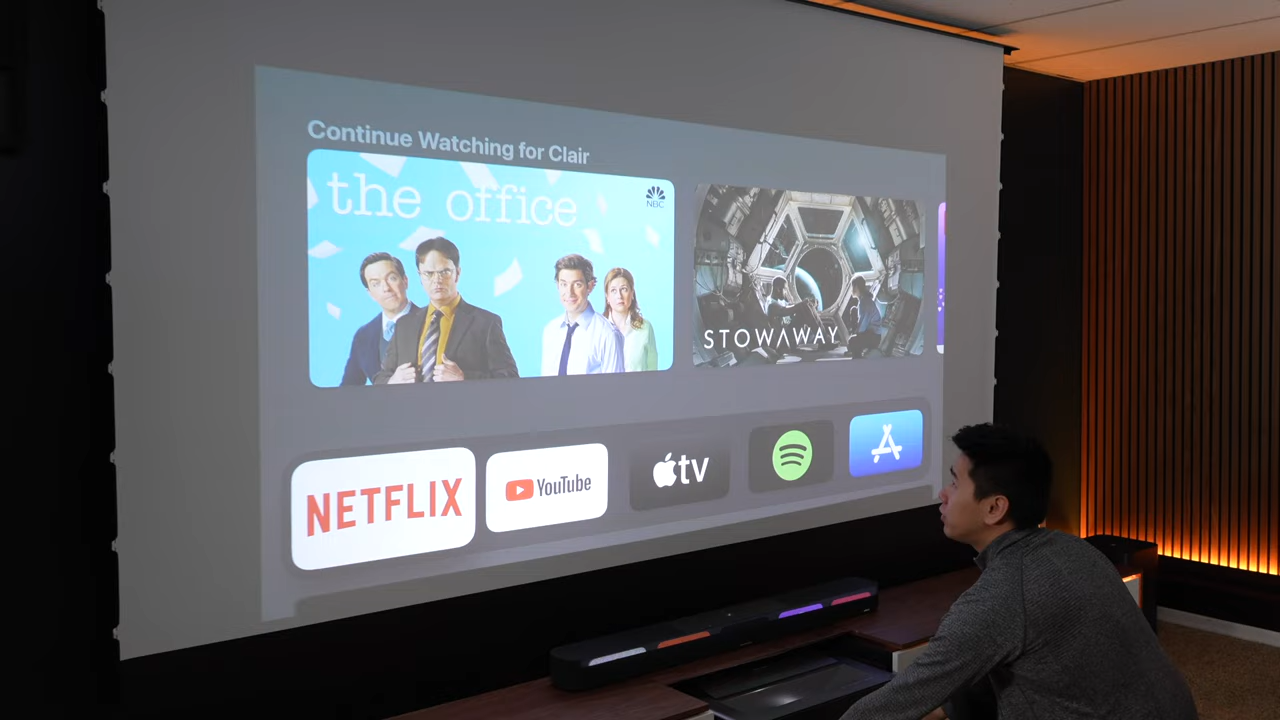 Continue Watching for Clair
the office
NBC
STOWAWAY
NETFLIX
YouTube
tv